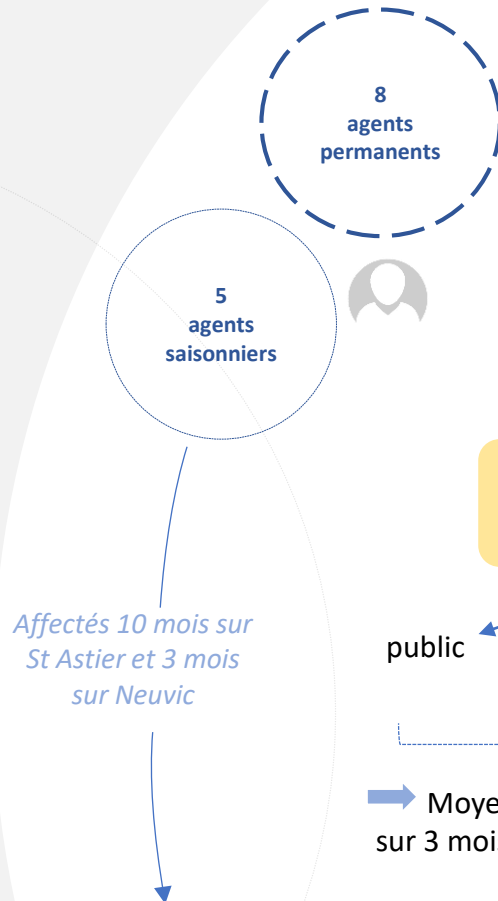 8
agents
permanents
5
agents
saisonniers
Affectés 10 mois sur
St Astier et 3 mois
sur Neuvic
public
sur 3 mois